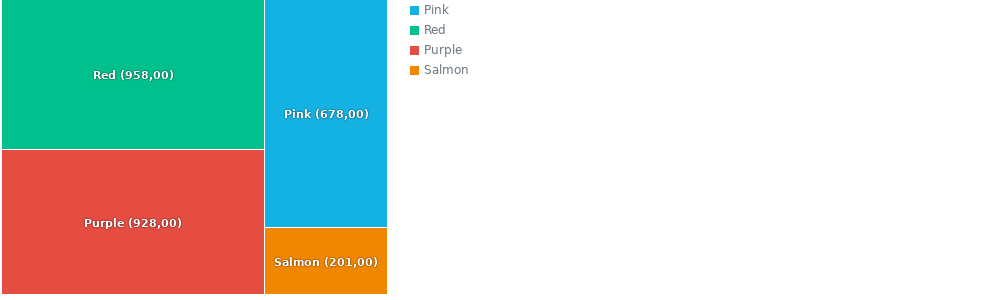 Red (958,00)
Purple (928,00)
Pink (678,00)
Salmon (201,00)
Pink
Red
Purple
Salmon